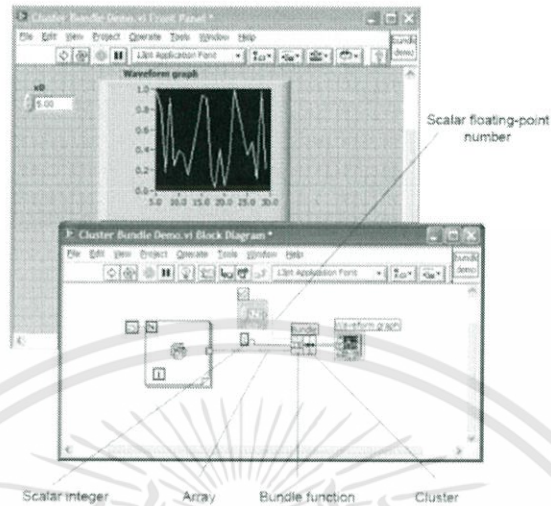 Cluster Bundle Demo.vi Front Panel *
File Edit View Project Operate Tools Window Help
13pt Application Font
bundle
demo
Waveform graph
x0
5.00
1.0
0.8
0.6
0.4
0.2
0.0
5.0 10.0 15.0 20.0 25.0 30.0
Scalar floating-point
number
Cluster Bundle Demo.vi Block Diagram *
File Edit View Project Operate Tools Window Help
13pt Application Font
bundle
demo
N
Bundle
Waveform graph
i
Scalar integer
Array
Bundle function
Cluster